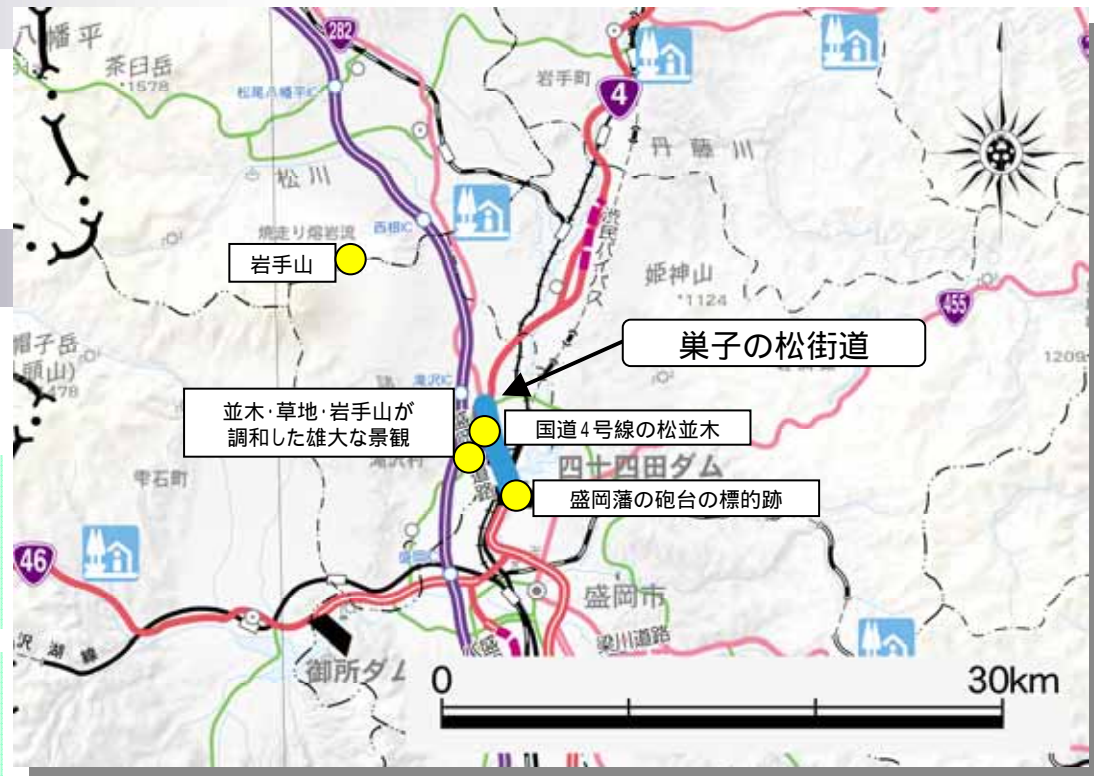 八幡平
282
茶臼岳
・1578
松尾八幡平IC
岩手町
4
丹藤川
松川
焼走り熔岩流
西根IC
渋民バイパス
岩手山
姫神山
・1124
455
1209
巣子の松街道
滝沢IC
478
並木・草地・岩手山が
調和した雄大な景観
国道4号線の松並木
滝沢村
道路
四十四田ダム
雫石町
盛岡藩の砲台の標的跡
46
盛岡IC
盛岡市
梁川道路
沢湖線
御所ダム
0
30km